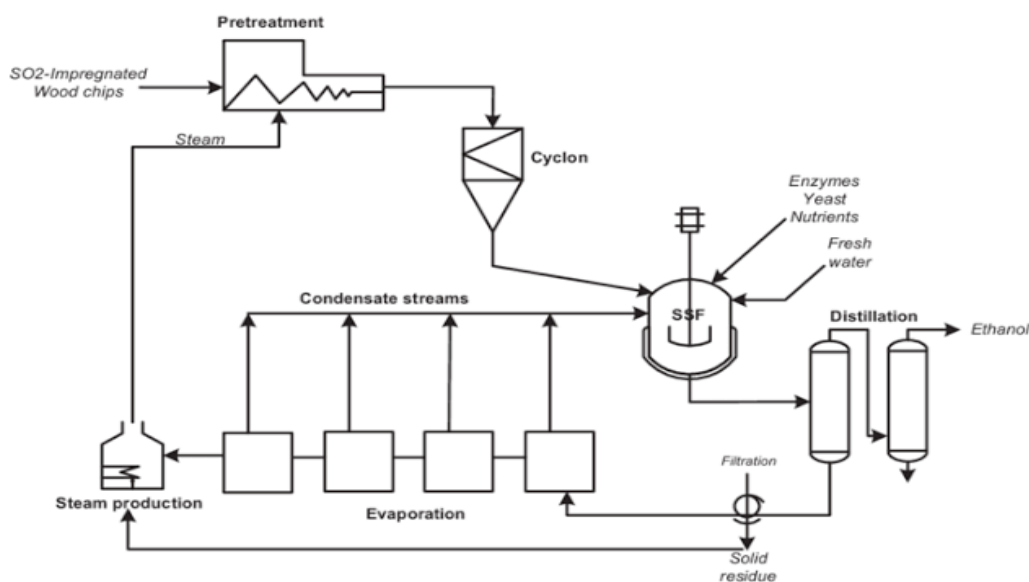 Pretreatment
SO2-Impregnated
Wood chips
Steam
Cyclon
Enzymes
Yeast
Nutrients
Fresh
water
Condensate streams
SSF
Distillation
Ethanol
Filtration
Steam production
Evaporation
Solid
residue